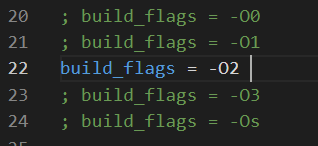 20 ; build_flags = -O0
21 ; build_flags = -O1
22 build_flags = -O2
23 ; build_flags = -O3
24 ; build_flags = -Os